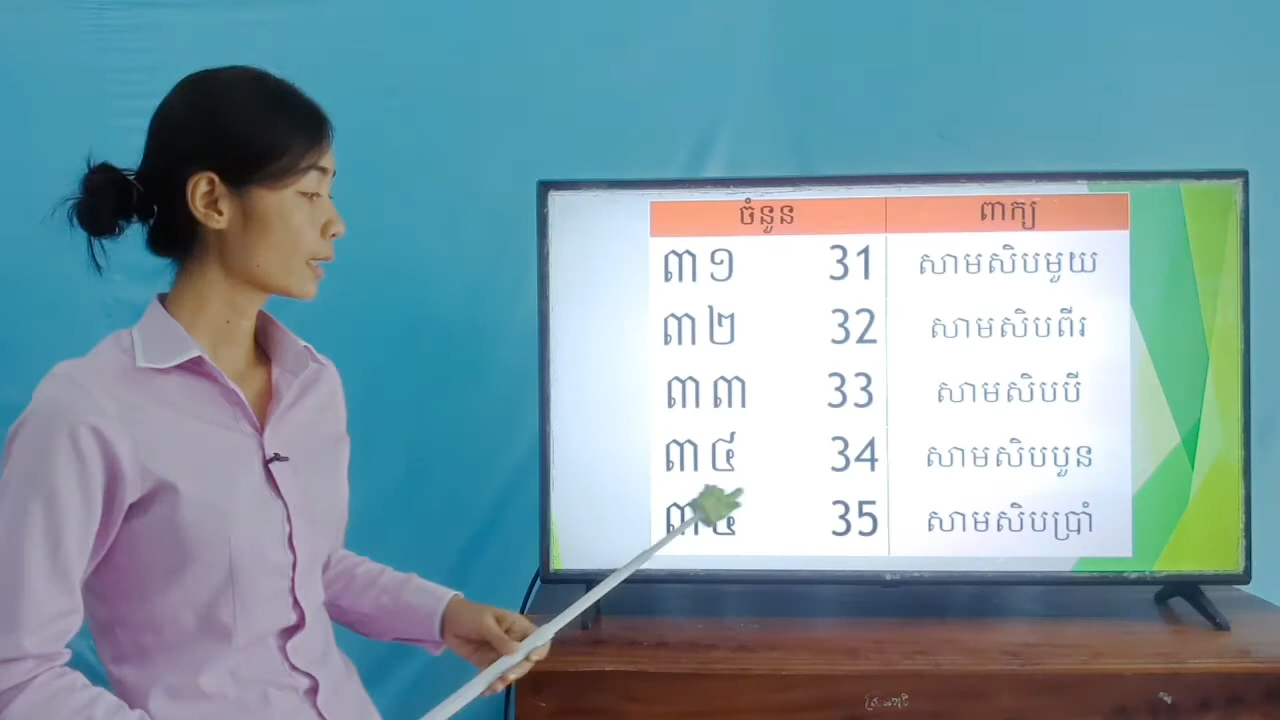 ចំនួន ពាក្យ
៣១ 31 សាមសិបមួយ
៣២ 32 សាមសិបពីរ
៣៣ 33 សាមសិបបី
៣៤ 34 សាមសិបបួន
៣៥ 35 សាមសិបប្រាំ